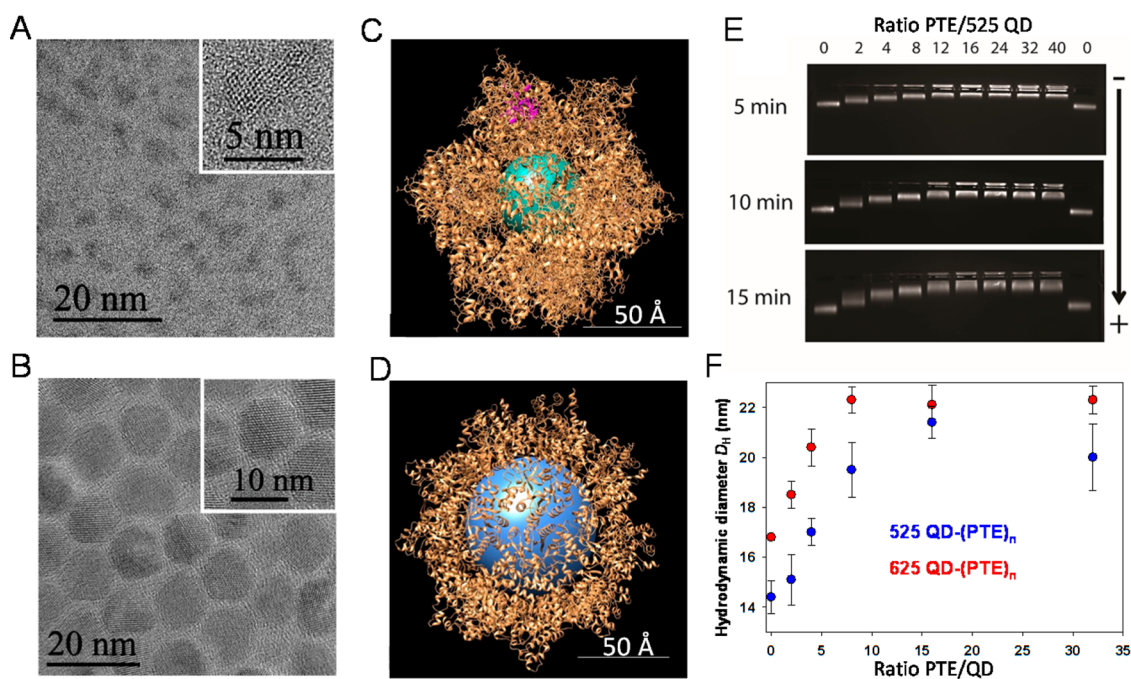 A
20 nm
5 nm
B
20 nm
10 nm
C
50 Å
D
50 Å
E
Ratio PTE/525 QD
0 2 4 8 12 16 24 32 40 0
5 min
10 min
15 min
−
+
F
Hydrodynamic diameter D_H (nm)
22
20
18
16
14
525 QD-(PTE)n
625 QD-(PTE)n
0 5 10 15 20 25 30 35
Ratio PTE/QD